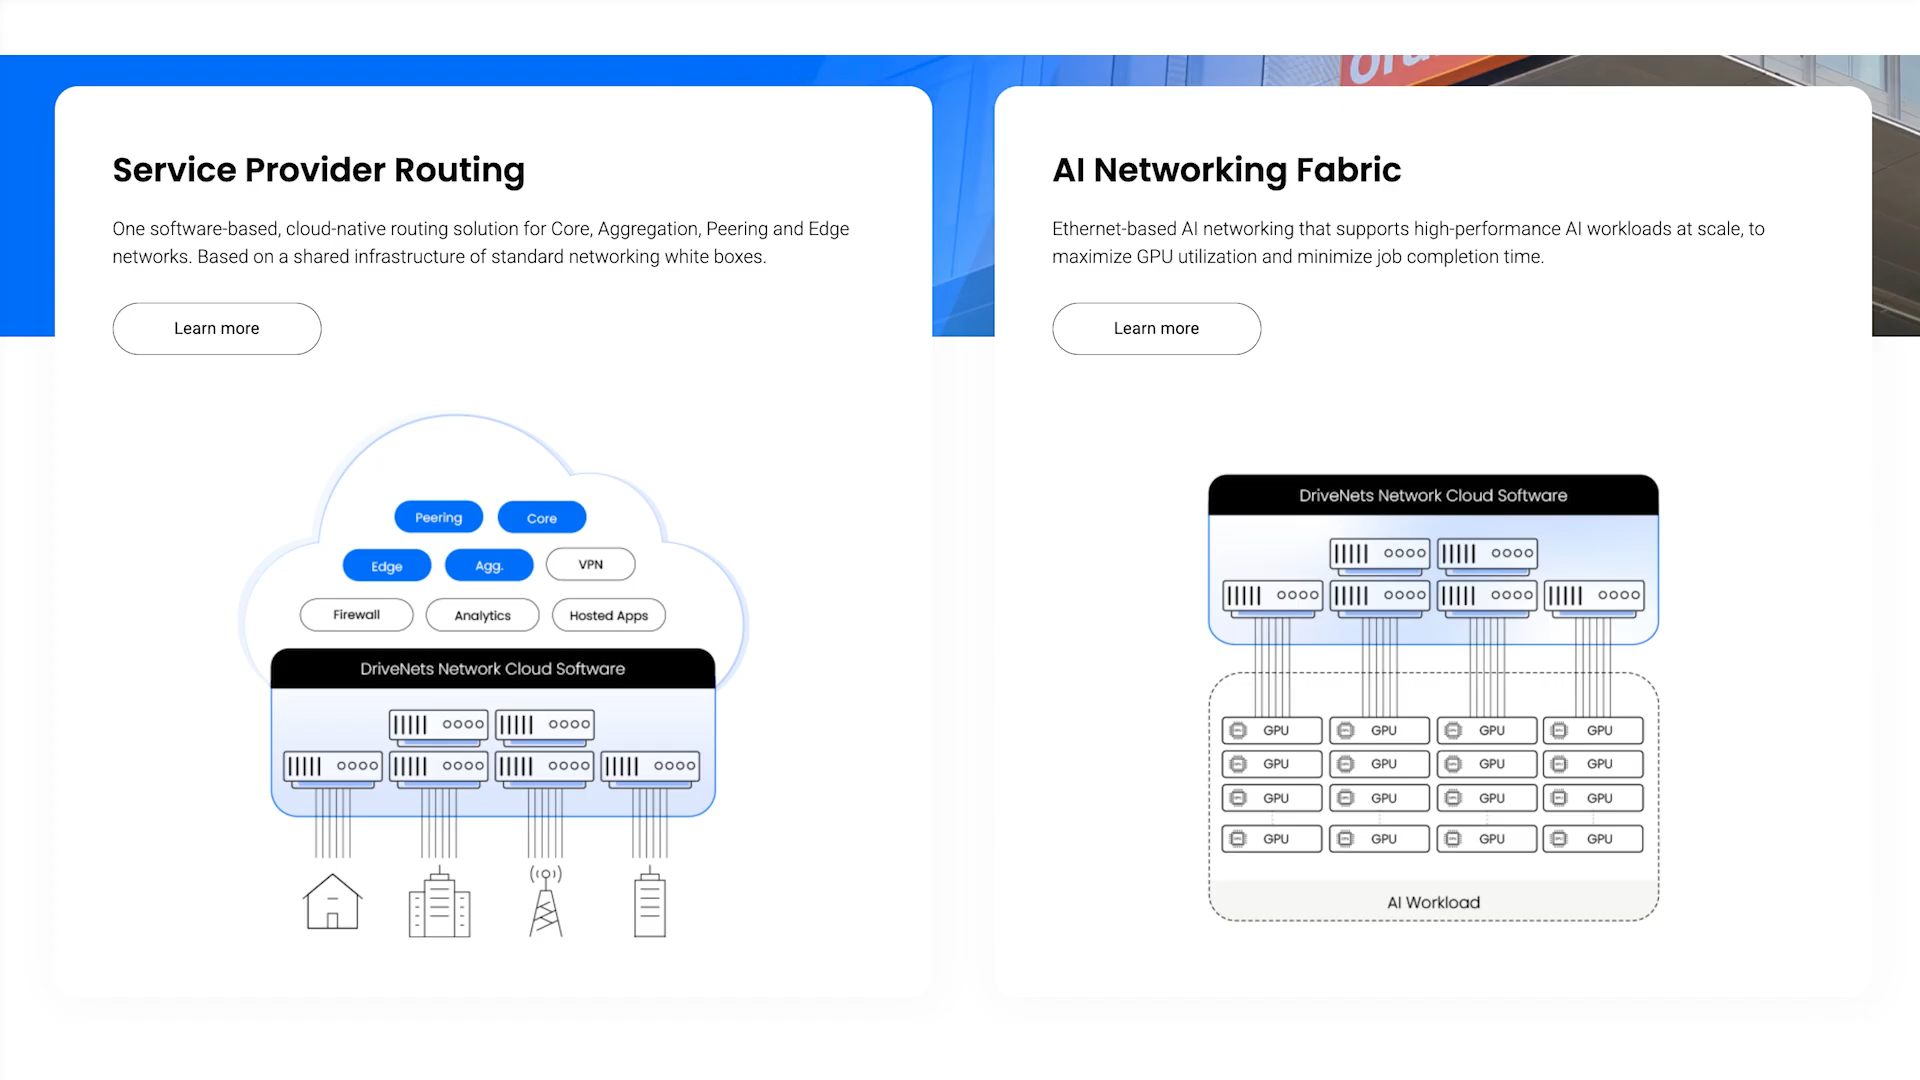 Service Provider Routing
One software-based, cloud-native routing solution for Core, Aggregation, Peering and Edge
networks. Based on a shared infrastructure of standard networking white boxes.
Learn more
Peering Core
Edge Agg. VPN
Firewall Analytics Hosted Apps
DriveNets Network Cloud Software
AI Networking Fabric
Ethernet-based AI networking that supports high-performance AI workloads at scale, to
maximize GPU utilization and minimize job completion time.
Learn more
DriveNets Network Cloud Software
GPU GPU GPU GPU
GPU GPU GPU GPU
GPU GPU GPU GPU
GPU GPU GPU GPU
AI Workload